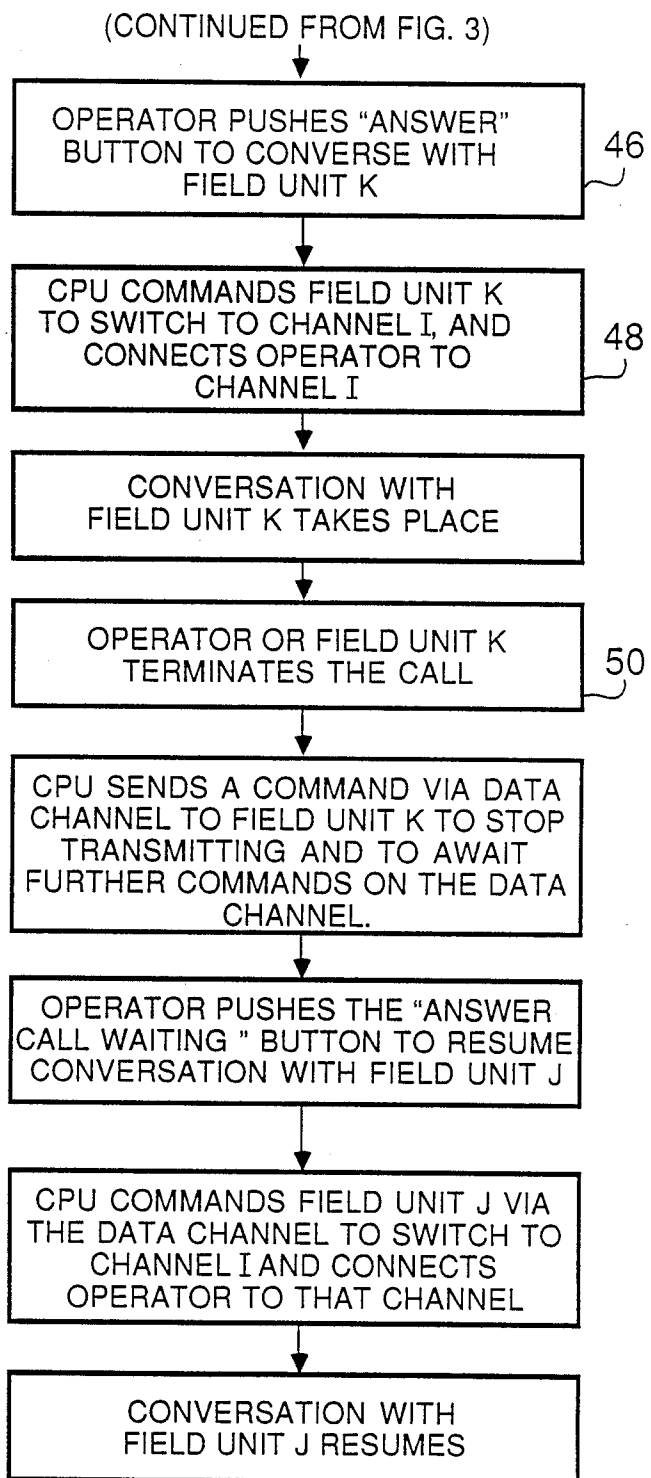 (CONTINUED FROM FIG. 3)
OPERATOR PUSHES “ANSWER”
BUTTON TO CONVERSE WITH
FIELD UNIT K
46
CPU COMMANDS FIELD UNIT K
TO SWITCH TO CHANNEL I, AND
CONNECTS OPERATOR TO
CHANNEL I
48
CONVERSATION WITH
FIELD UNIT K TAKES PLACE
OPERATOR OR FIELD UNIT K
TERMINATES THE CALL
50
CPU SENDS A COMMAND VIA DATA
CHANNEL TO FIELD UNIT K TO STOP
TRANSMITTING AND TO AWAIT
FURTHER COMMANDS ON THE DATA
CHANNEL.
OPERATOR PUSHES THE “ANSWER
CALL WAITING ” BUTTON TO RESUME
CONVERSATION WITH FIELD UNIT J
CPU COMMANDS FIELD UNIT J VIA
THE DATA CHANNEL TO SWITCH TO
CHANNEL I AND CONNECTS
OPERATOR TO THAT CHANNEL
CONVERSATION WITH
FIELD UNIT J RESUMES